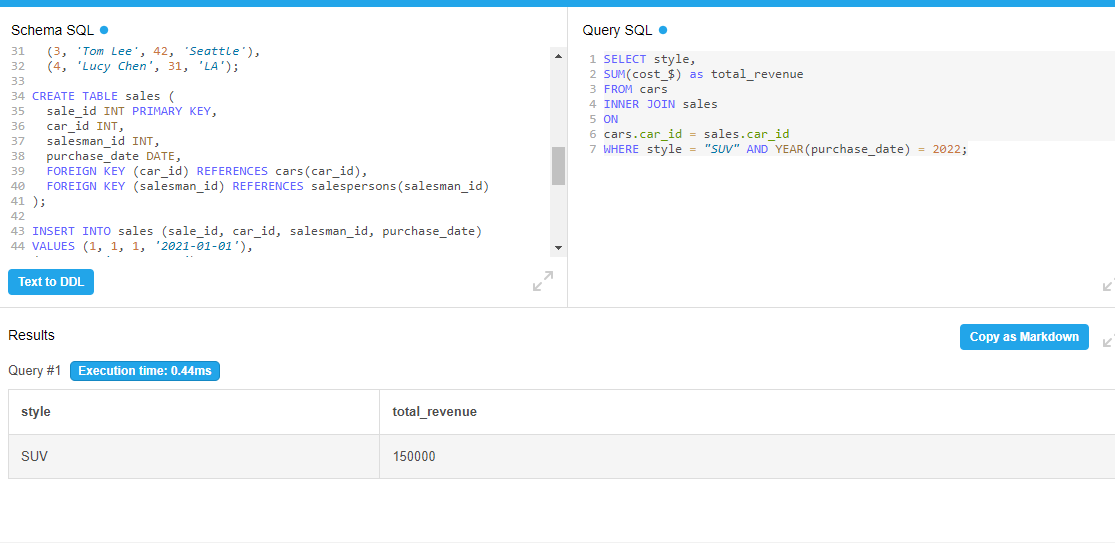 Schema SQL
31 (3, 'Tom Lee', 42, 'Seattle'),
32 (4, 'Lucy Chen', 31, 'LA');
33
34 CREATE TABLE sales (
35 sale_id INT PRIMARY KEY,
36 car_id INT,
37 salesman_id INT,
38 purchase_date DATE,
39 FOREIGN KEY (car_id) REFERENCES cars(car_id),
40 FOREIGN KEY (salesman_id) REFERENCES salespersons(salesman_id)
41 );
42
43 INSERT INTO sales (sale_id, car_id, salesman_id, purchase_date)
44 VALUES (1, 1, 1, '2021-01-01'),
Text to DDL
Query SQL
1 SELECT style,
2 SUM(cost_$) as total_revenue
3 FROM cars
4 INNER JOIN sales
5 ON
6 cars.car_id = sales.car_id
7 WHERE style = "SUV" AND YEAR(purchase_date) = 2022;
Results
Copy as Markdown
Query #1 Execution time: 0.44ms
style total_revenue
SUV 150000